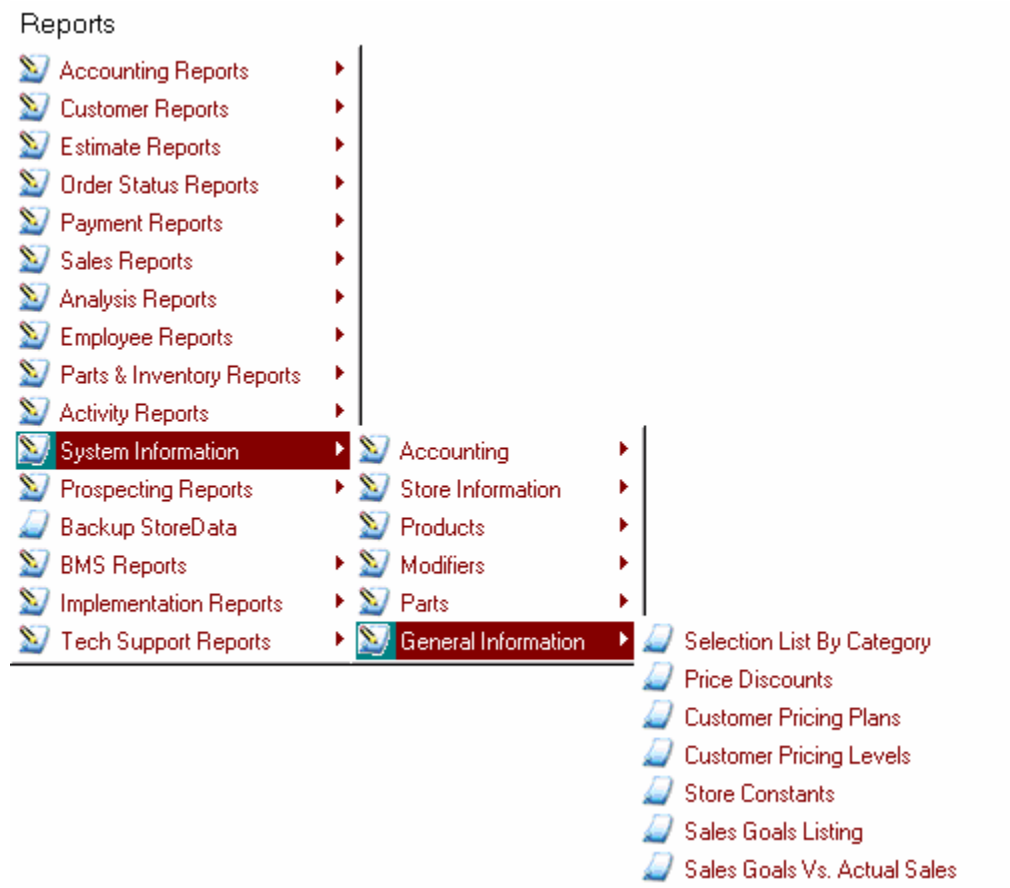 Reports
Accounting Reports
Customer Reports
Estimate Reports
Order Status Reports
Payment Reports
Sales Reports
Analysis Reports
Employee Reports
Parts & Inventory Reports
Activity Reports
System Information
Prospecting Reports
Backup StoreData
BMS Reports
Implementation Reports
Tech Support Reports
Accounting
Store Information
Products
Modifiers
Parts
General Information
Selection List By Category
Price Discounts
Customer Pricing Plans
Customer Pricing Levels
Store Constants
Sales Goals Listing
Sales Goals Vs. Actual Sales